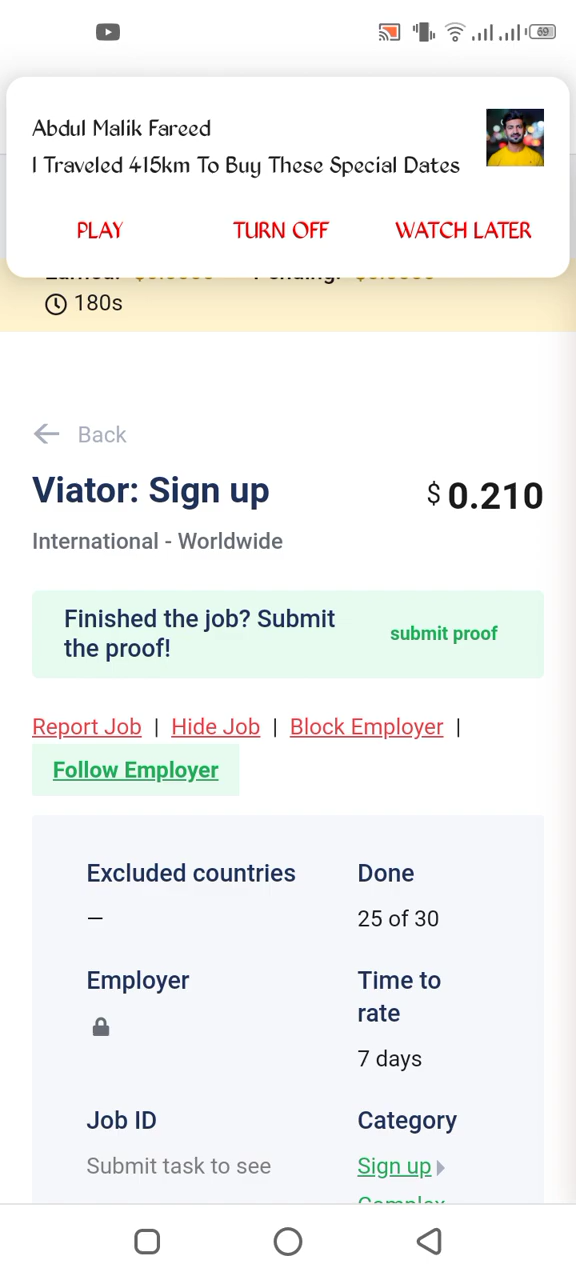 69
Abdul Malik Fareed
I Traveled 415km To Buy These Special Dates
PLAY TURN OFF WATCH LATER
180s
Back
Viator: Sign up
$ 0.210
International - Worldwide
Finished the job? Submit
the proof!
submit proof
Report Job | Hide Job | Block Employer |
Follow Employer
Excluded countries
—
Done
25 of 30
Employer
Time to
rate
7 days
Job ID
Submit task to see
Category
Sign up